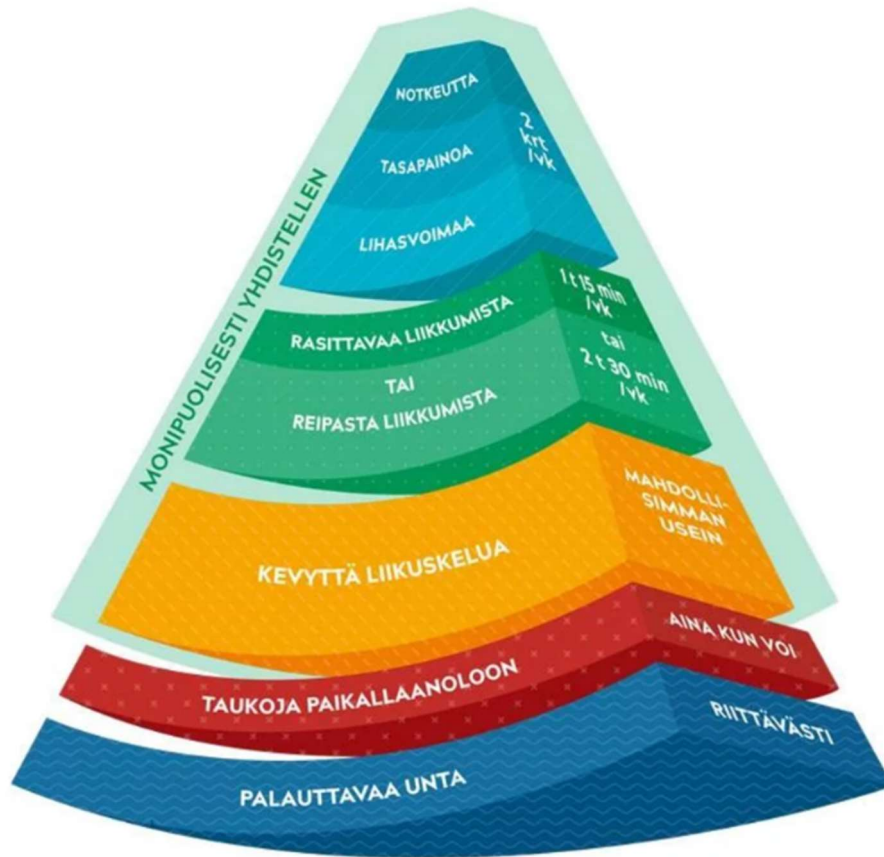 MONIPUOLISESTI YHDISTELLEN
NOTKEUTTA
TASAPAINOA
LIHASVOIMAA
2
krt
/vk
RASITTAVAA LIIKKUMISTA
1 t 15 min
/vk
TAI
REIPASTA LIIKKUMISTA
tai
2 t 30 min
/vk
KEVYTTÄ LIIKUSKELUA
MAHDOLLI-
SIMMAN
USEIN
TAUKOJA PAIKALLAANOLOON
AINA KUN VOI
PALAUTTAVAA UNTA
RIITTÄVÄSTI